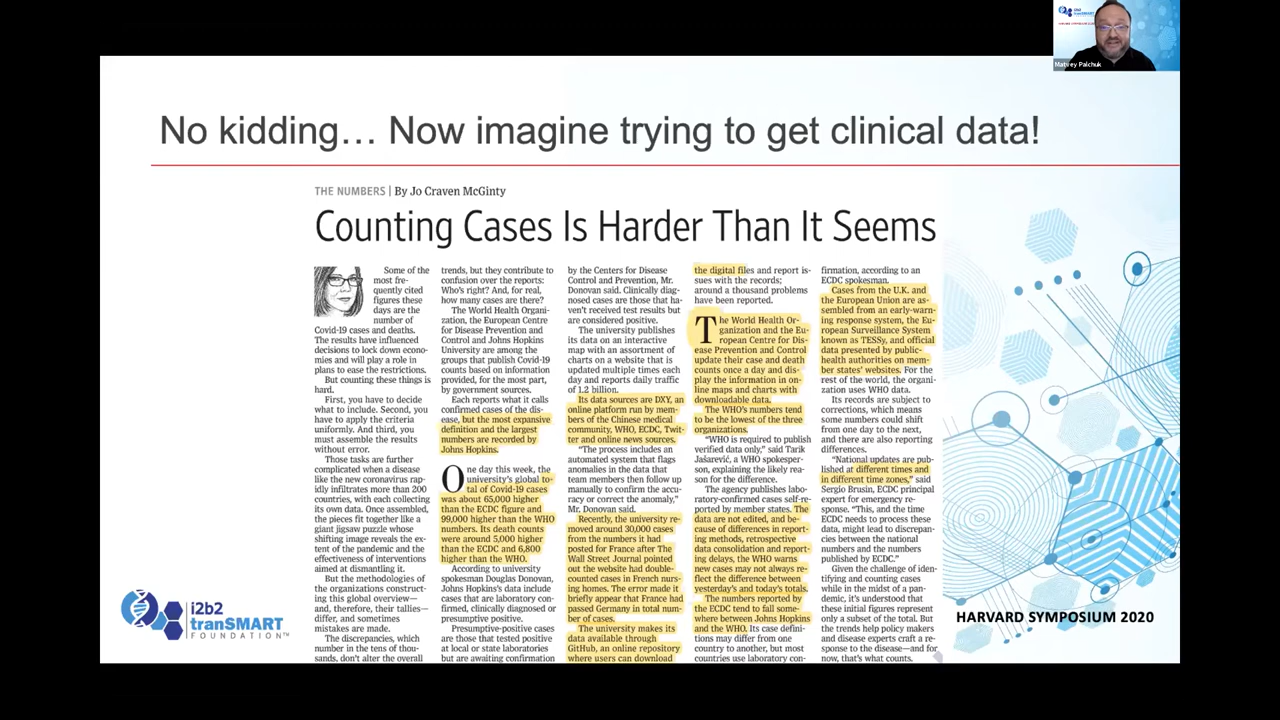 i2b2
tranSMART
Matvey Palchuk
No kidding… Now imagine trying to get clinical data!
THE NUMBERS | By Jo Craven McGinty
Counting Cases Is Harder Than It Seems
Some of the
most fre-
quently cited
figures these
days are the
number of
Covid-19 cases and deaths.
The results have influenced
decisions to lock down econo-
mies and will play a role in
plans to ease the restrictions.
But counting these things is
hard.
First, you have to decide
what to include. Second, you
have to apply the criteria
uniformly. And third, you
must assemble the results
without error.
Those tasks are further
complicated when a disease
like the new coronavirus rap-
idly infiltrates more than 200
countries, with each collecting
its own data. Once assembled,
the pieces fit together like a
giant jigsaw puzzle whose
shifting image reveals the ex-
tent of the pandemic and the
effectiveness of interventions
aimed at dismantling it.
But the methodologies of
the organizations construct-
ing this global overview—
and, therefore, their tallies—
differ, and sometimes
mistakes are made.
The discrepancies, which
number in the tens of thou-
sands, don't alter the overall
trends, but they contribute to
confusion over the reports:
Who's right? And, for real,
how many cases are there?
The World Health Organi-
zation, the European Centre
for Disease Prevention and
Control and Johns Hopkins
University are among the
groups that publish Covid-19
counts based on information
provided, for the most part,
by government sources.
Each reports what it calls
confirmed cases of the dis-
ease, but the most expansive
definition and the largest
numbers are recorded by
Johns Hopkins.
One day this week, the
university's global to-
tal of Covid-19 cases
was about 65,000 higher
than the ECDC figure and
99,000 higher than the WHO
numbers. Its death counts
were around 5,000 higher
than the ECDC and 6,800
higher than the WHO.
According to university
spokesman Douglas Donovan,
Johns Hopkins's data include
cases that are laboratory con-
firmed, clinically diagnosed or
presumptive positive.
Presumptive-positive cases
are those that tested positive
at local or state laboratories
but are awaiting confirmation
by the Centers for Disease
Control and Prevention, Mr.
Donovan said. Clinically diag-
nosed cases are those that ha-
ven't received test results but
are considered positive.
The university publishes
its data on an interactive
map with an assortment of
charts on a website that is
updated multiple times each
day and reports daily traffic
of 1.2 billion.
Its data sources are DXY, an
online platform run by mem-
bers of the Chinese medical
community, WHO, ECDC, Twit-
ter and online news sources.
"The process includes an
automated system that flags
anomalies in the data that
team members then follow up
manually to confirm the accu-
racy or correct the anomaly,"
Mr. Donovan said.
Recently, the university re-
moved around 30,000 cases
from the numbers it had
posted for France after The
Wall Street Journal pointed
out the website had double-
counted cases in French nurs-
ing homes. The error made it
briefly appear that France had
passed Germany in total num-
ber of cases.
The university makes its
data available through
GitHub, an online repository
where users can download
the digital files and report is-
sues with the records;
around a thousand problems
have been reported.
The World Health Or-
ganization and the Eu-
ropean Centre for Dis-
ease Prevention and Control
update their case and death
counts once a day and dis-
play the information in on-
line maps and charts with
downloadable data.
The WHO's numbers tend
to be the lowest of the three
organizations.
"WHO is required to publish
verified data only," said Tarik
Jašarević, a WHO spokesper-
son, explaining the likely rea-
son for the difference.
The agency publishes labo-
ratory-confirmed cases self-re-
ported by member states. The
data are not edited, and be-
cause of differences in report-
ing methods, retrospective
data consolidation and report-
ing delays, the WHO warns
new cases may not always re-
flect the difference between
yesterday's and today's totals.
The numbers reported by
the ECDC tend to fall some-
where between Johns Hopkins
and the WHO. Its case defini-
tions may differ from one
country to another, but most
countries use laboratory con-
firmation, according to an
ECDC spokesman.
Cases from the U.K. and
the European Union are as-
sembled from an early-warn-
ing response system, the Eu-
ropean Surveillance System
known as TESSy, and official
data presented by public-
health authorities on mem-
ber states' websites. For the
rest of the world, the organi-
zation uses WHO data.
Its records are subject to
corrections, which means
some numbers could shift
from one day to the next,
and there are also reporting
differences.
"National updates are pub-
lished at different times and
in different time zones," said
Sergio Brusin, ECDC principal
expert for emergency re-
sponse. "This, and the time
ECDC needs to process these
data, might lead to discrepan-
cies between the national
numbers and the numbers
published by ECDC."
Given the challenge of iden-
tifying and counting cases
while in the midst of a pan-
demic, it's understood that
these initial figures represent
only a subset of the total. But
the trends help policy makers
and disease experts craft a re-
sponse to the disease—and for
now, that's what counts.
i2b2
tranSMART
FOUNDATION™
HARVARD SYMPOSIUM 2020